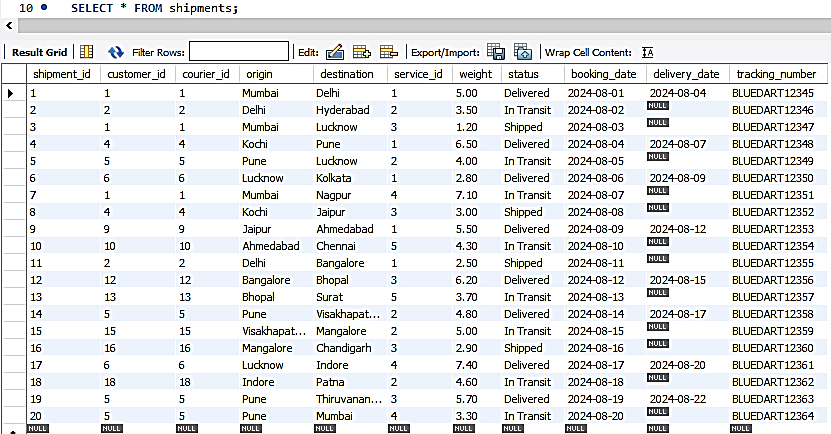 10 SELECT * FROM shipments;
Result Grid Filter Rows: Edit: Export/Import: Wrap Cell Content: IA
shipment_id customer_id courier_id origin destination service_id weight status booking_date delivery_date tracking_number
1 1 1 Mumbai Delhi 1 5.00 Delivered 2024-08-01 2024-08-04 BLUEDART12345
2 2 2 Delhi Hyderabad 2 3.50 In Transit 2024-08-02 NULL BLUEDART12346
3 1 1 Mumbai Lucknow 3 1.20 Shipped 2024-08-03 NULL BLUEDART12347
4 4 4 Kochi Pune 1 6.50 Delivered 2024-08-04 2024-08-07 BLUEDART12348
5 5 5 Pune Lucknow 2 4.00 In Transit 2024-08-05 NULL BLUEDART12349
6 6 6 Lucknow Kolkata 1 2.80 Delivered 2024-08-06 2024-08-09 BLUEDART12350
7 1 1 Mumbai Nagpur 4 7.10 In Transit 2024-08-07 NULL BLUEDART12351
8 4 4 Kochi Jaipur 3 3.00 Shipped 2024-08-08 NULL BLUEDART12352
9 9 9 Jaipur Ahmedabad 1 5.50 Delivered 2024-08-09 2024-08-12 BLUEDART12353
10 10 10 Ahmedabad Chennai 5 4.30 In Transit 2024-08-10 NULL BLUEDART12354
11 2 2 Delhi Bangalore 1 2.50 Shipped 2024-08-11 NULL BLUEDART12355
12 12 12 Bangalore Bhopal 3 6.20 Delivered 2024-08-12 2024-08-15 BLUEDART12356
13 13 13 Bhopal Surat 5 3.70 In Transit 2024-08-13 NULL BLUEDART12357
14 5 5 Pune Visakhapat... 2 4.80 Delivered 2024-08-14 2024-08-17 BLUEDART12358
15 15 15 Visakhapat... Mangalore 2 5.00 In Transit 2024-08-15 NULL BLUEDART12359
16 16 16 Mangalore Chandigarh 3 2.90 Shipped 2024-08-16 NULL BLUEDART12360
17 6 6 Lucknow Indore 4 7.40 Delivered 2024-08-17 2024-08-20 BLUEDART12361
18 18 18 Indore Patna 2 4.60 In Transit 2024-08-18 NULL BLUEDART12362
19 5 5 Pune Thiruvanan... 3 5.70 Delivered 2024-08-19 2024-08-22 BLUEDART12363
20 5 5 Pune Mumbai 4 3.30 In Transit 2024-08-20 NULL BLUEDART12364
NULL NULL NULL NULL NULL NULL NULL NULL NULL NULL NULL